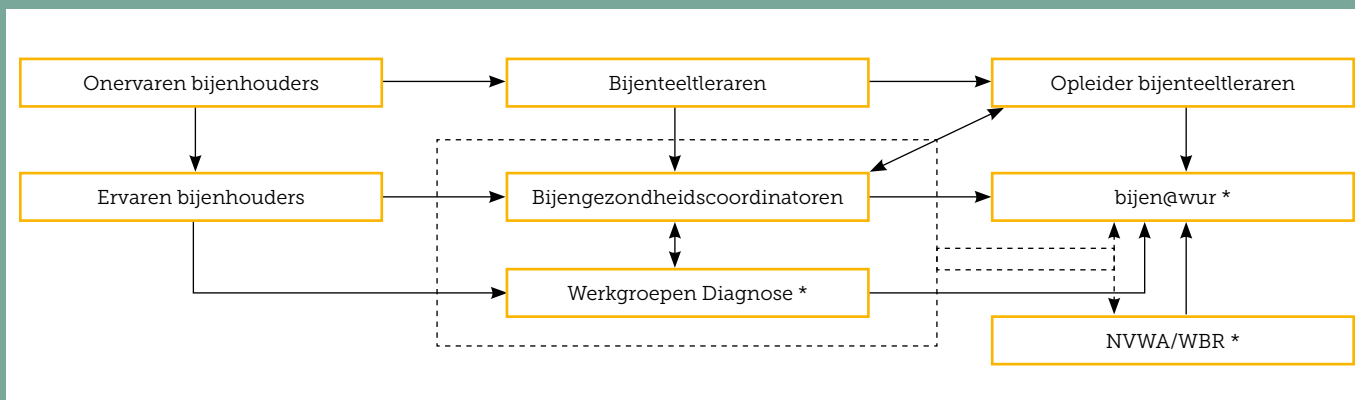 Onervaren bijenhouders
Bijenteeltleraren
Opleider bijenteeltleraren
Ervaren bijenhouders
Bijengezondheidscoordinatoren
bijen@wur *
Werkgroepen Diagnose *
NVWA/WBR *